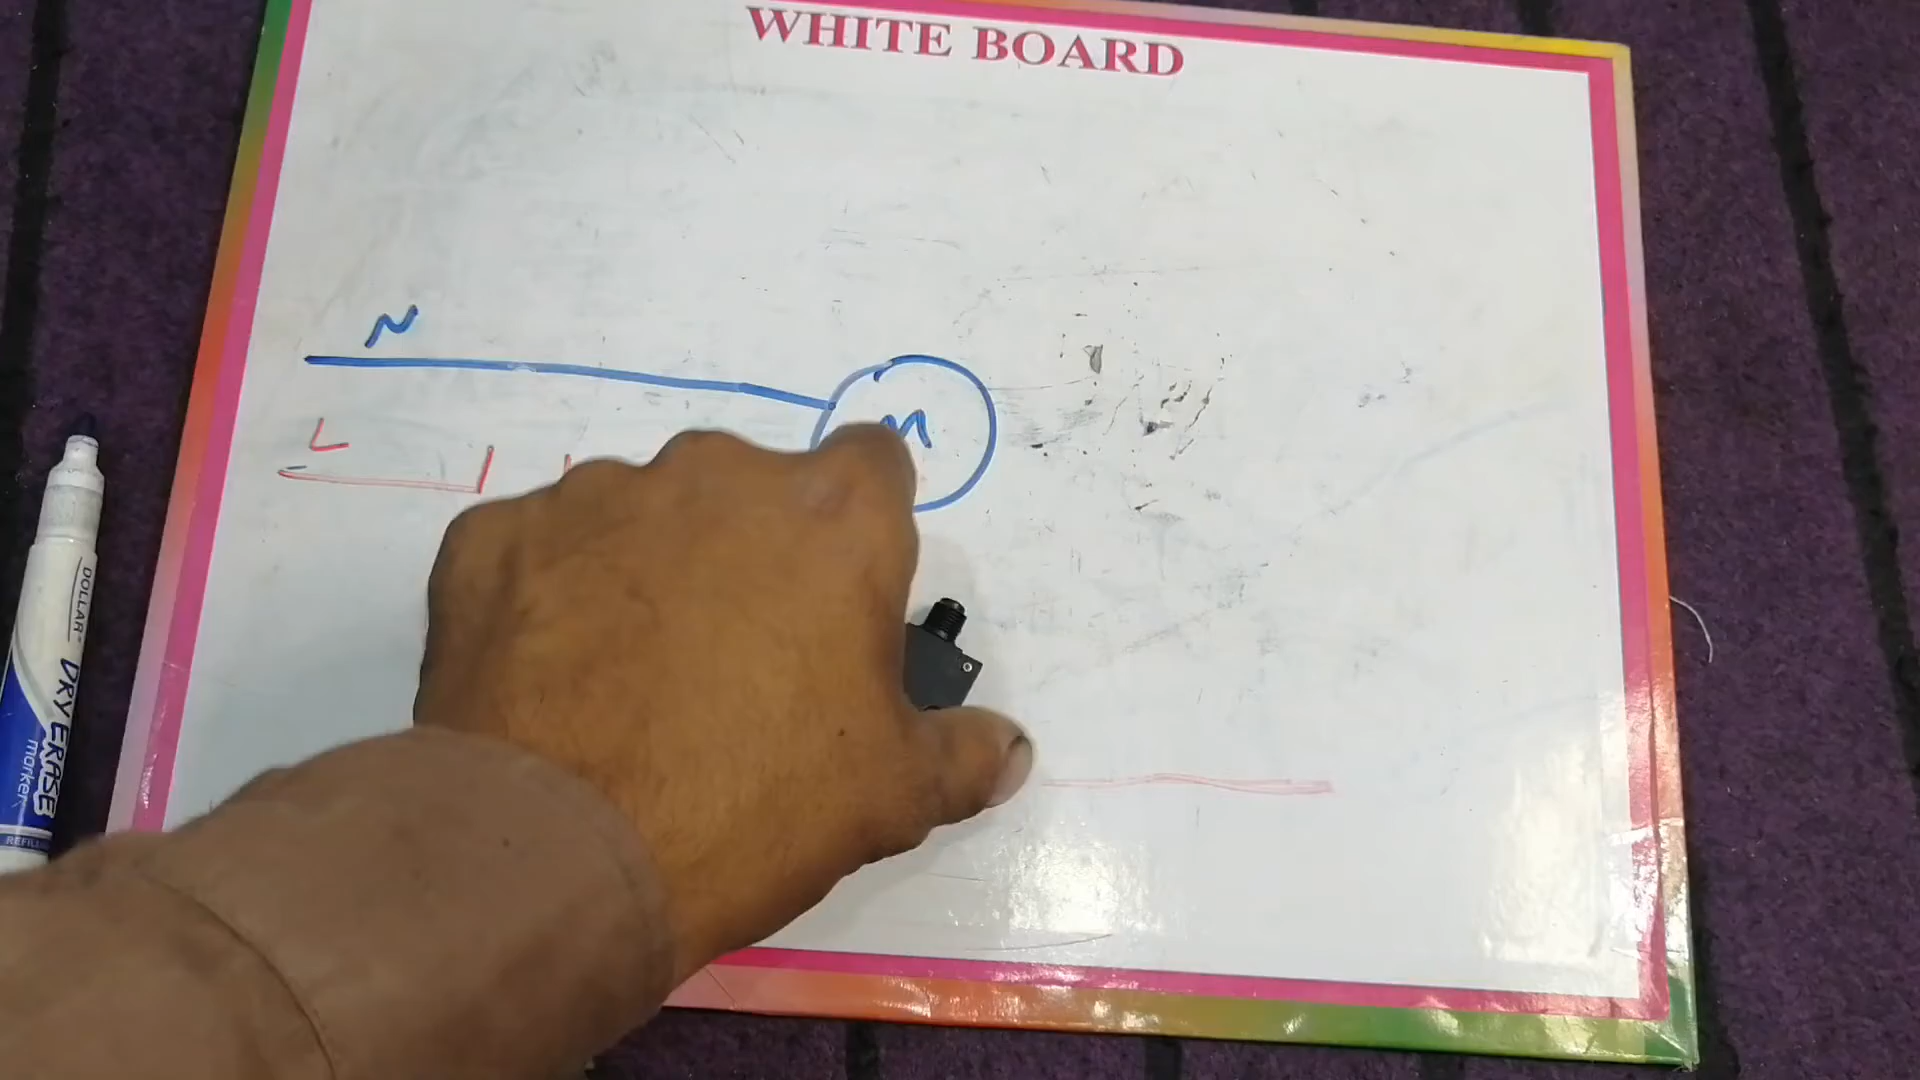 WHITE BOARD
N
M
L
DOLLAR
DRY ERASE
marker